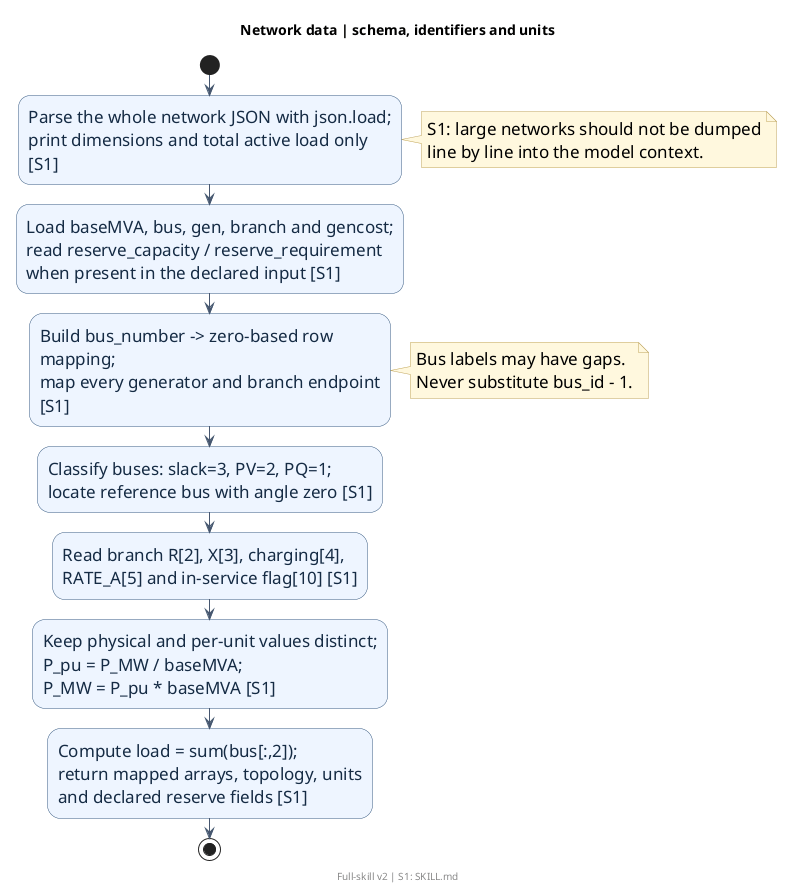 Network data | schema, identifiers and units
Parse the whole network JSON with json.load;
print dimensions and total active load only
[S1]
S1: large networks should not be dumped
line by line into the model context.
Load baseMVA, bus, gen, branch and gencost;
read reserve_capacity / reserve_requirement
when present in the declared input [S1]
Build bus_number -> zero-based row
mapping;
map every generator and branch endpoint
[S1]
Bus labels may have gaps.
Never substitute bus_id - 1.
Classify buses: slack=3, PV=2, PQ=1;
locate reference bus with angle zero [S1]
Read branch R[2], X[3], charging[4],
RATE_A[5] and in-service flag[10] [S1]
Keep physical and per-unit values distinct;
P_pu = P_MW / baseMVA;
P_MW = P_pu * baseMVA [S1]
Compute load = sum(bus[:,2]);
return mapped arrays, topology, units
and declared reserve fields [S1]
Full-skill v2 | S1: SKILL.md